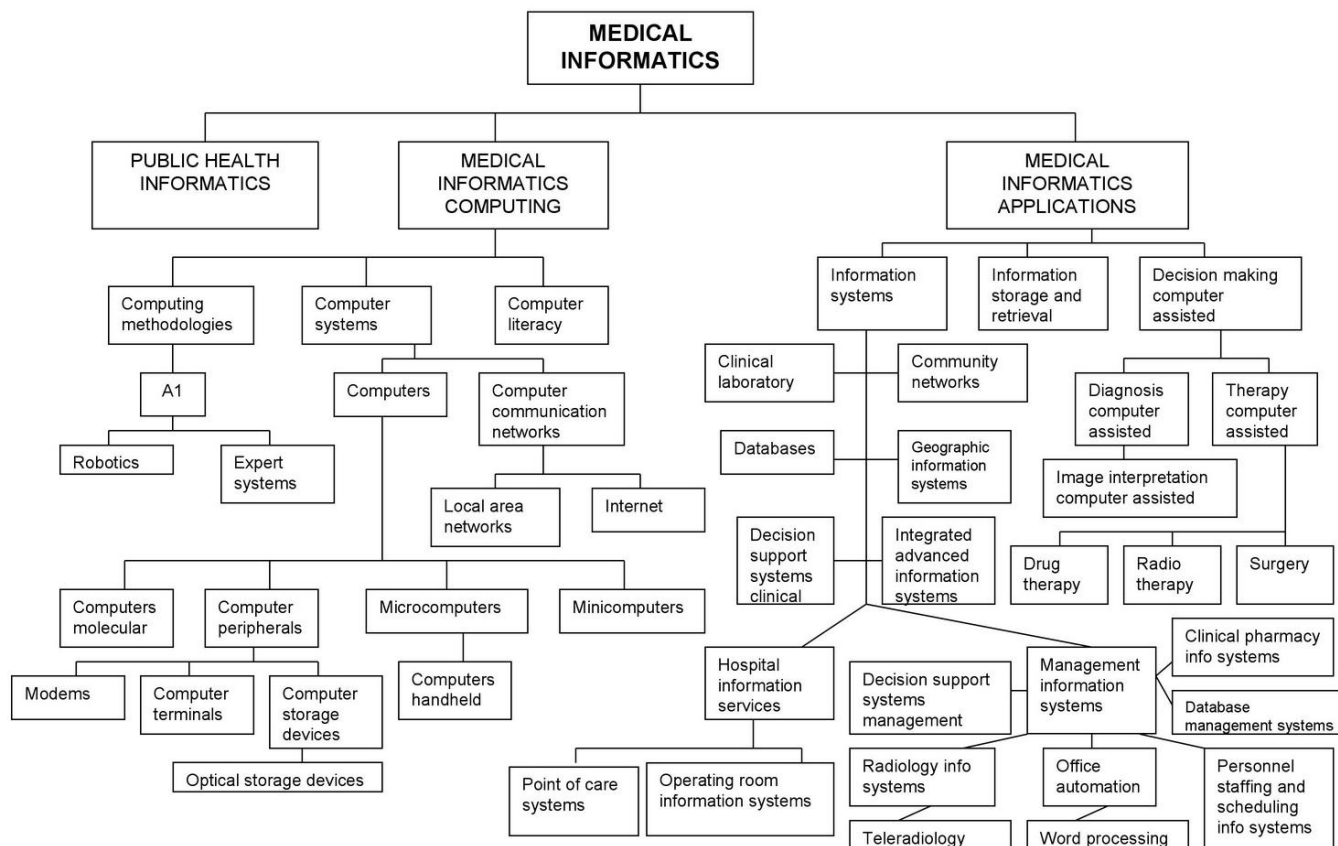 MEDICAL
INFORMATICS
PUBLIC HEALTH
INFORMATICS
MEDICAL
INFORMATICS
COMPUTING
MEDICAL
INFORMATICS
APPLICATIONS
Computing
methodologies
Computer
systems
Computer
literacy
Information
systems
Information
storage and
retrieval
Decision making
computer
assisted
A1
Computers
Computer
communication
networks
Clinical
laboratory
Community
networks
Diagnosis
computer
assisted
Therapy
computer
assisted
Robotics
Expert
systems
Databases
Geographic
information
systems
Image interpretation
computer assisted
Local area
networks
Internet
Decision
support
systems
clinical
Integrated
advanced
information
systems
Drug
therapy
Radio
therapy
Surgery
Computers
molecular
Computer
peripherals
Microcomputers
Minicomputers
Modems
Computer
terminals
Computer
storage
devices
Computers
handheld
Optical storage devices
Hospital
information
services
Decision support
systems
management
Management
information
systems
Clinical pharmacy
info systems
Database
management systems
Point of care
systems
Operating room
information systems
Radiology info
systems
Office
automation
Personnel
staffing and
scheduling
info systems
Teleradiology
Word processing